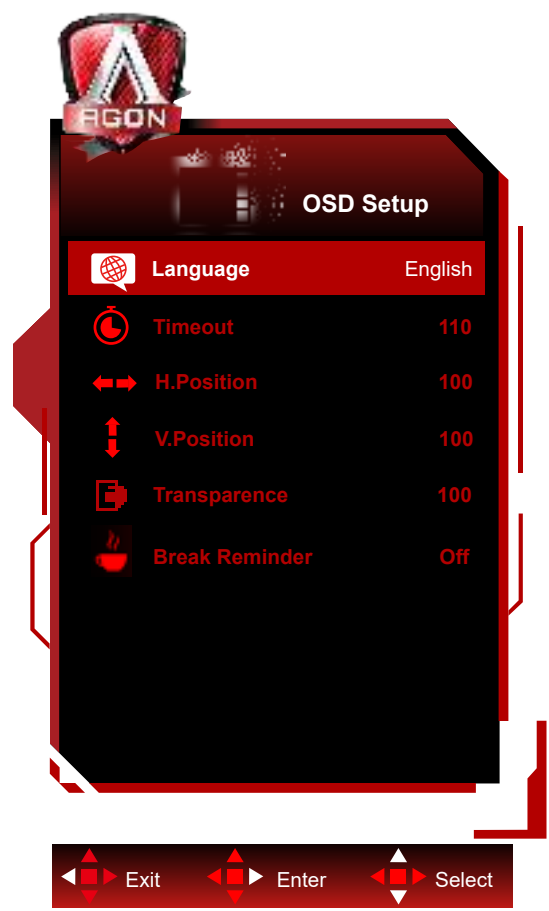 AGON
OSD Setup
Language English
Timeout 110
H.Position 100
V.Position 100
Transparence 100
Break Reminder Off
Exit Enter Select